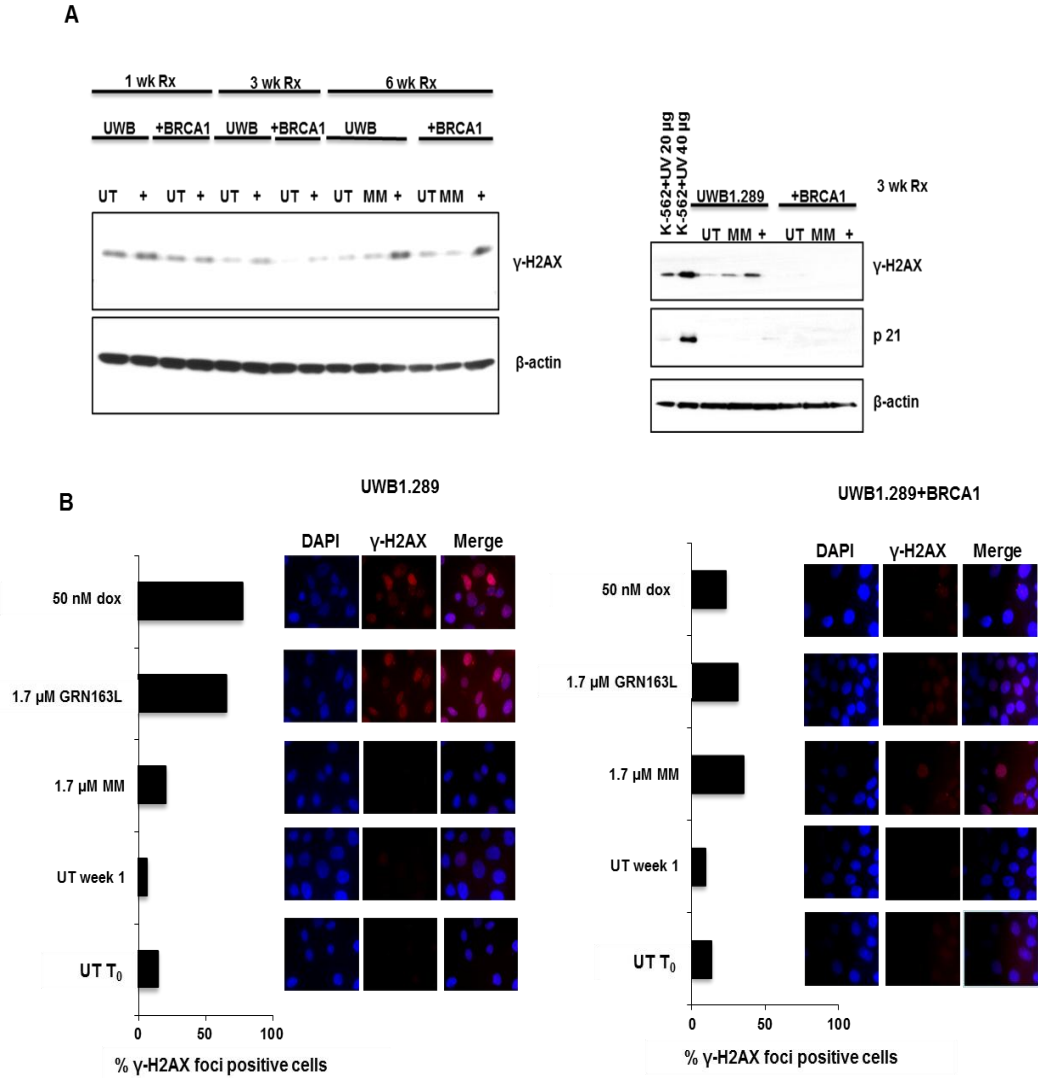 A
1 wk Rx 3 wk Rx 6 wk Rx
UWB +BRCA1 UWB +BRCA1 UWB +BRCA1
UT + UT + UT + UT + UT MM + UT MM +
γ-H2AX
β-actin
K-562+UV 20 µg
K-562+UV 40 µg
3 wk Rx
UWB1.289 +BRCA1
UT MM + UT MM +
γ-H2AX
p 21
β-actin
B
UWB1.289
DAPI γ-H2AX Merge
50 nM dox
1.7 µM GRN163L
1.7 µM MM
UT week 1
UT T0
0 50 100
% γ-H2AX foci positive cells
UWB1.289+BRCA1
DAPI γ-H2AX Merge
50 nM dox
1.7 µM GRN163L
1.7 µM MM
UT week 1
UT T0
0 50 100
% γ-H2AX foci positive cells